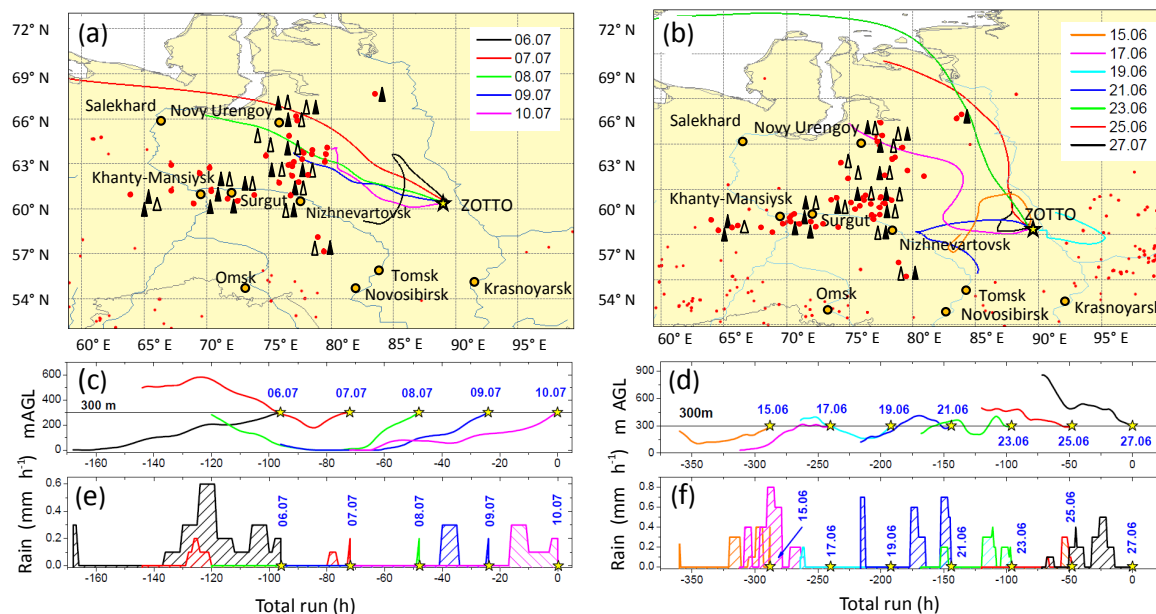 (a)
72° N
69° N
66° N
63° N
60° N
57° N
54° N
06.07
07.07
08.07
09.07
10.07
Salekhard
Novy Urengoy
Khanty-Mansiysk
Surgut
Nizhnevartovsk
ZOTTO
Omsk
Tomsk
Novosibirsk
Krasnoyarsk
60° E 65° E 70° E 75° E 80° E 85° E 90° E 95° E
(b)
72° N
69° N
66° N
63° N
60° N
57° N
54° N
15.06
17.06
19.06
21.06
23.06
25.06
27.07
Salekhard
Novy Urengoy
Khanty-Mansiysk
Surgut
Nizhnevartovsk
ZOTTO
Omsk
Tomsk
Novosibirsk
Krasnoyarsk
60° E 65° E 70° E 75° E 80° E 85° E 90° E 95° E 100° E
(c)
mAGL
600
400
200
0
300 m
06.07 07.07 08.07 09.07 10.07
-160 -140 -120 -100 -80 -60 -40 -20 0
(d)
m AGL
900
600
300
0
300m
15.06 17.06 19.06 21.06
23.06 25.06 27.06
-350 -300 -250 -200 -150 -100 -50 0
(e)
Rain (mm h⁻¹)
0.6
0.4
0.2
0.0
06.07 07.07 08.07 09.07 10.07
-160 -140 -120 -100 -80 -60 -40 -20 0
Total run (h)
(f)
Rain (mm h⁻¹)
0.8
0.6
0.4
0.2
0.0
15.06 17.06 19.06 21.06 23.06 25.06 27.06
-350 -300 -250 -200 -150 -100 -50 0
Total run (h)